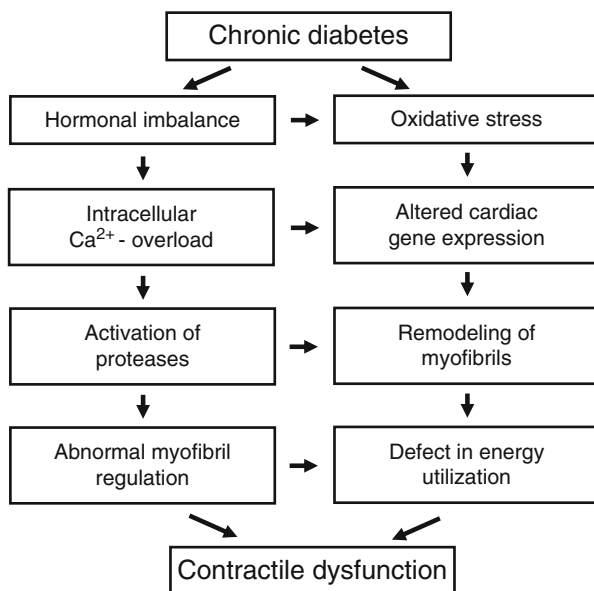 Chronic diabetes
Hormonal imbalance
Oxidative stress
Intracellular
Ca²⁺- overload
Altered cardiac
gene expression
Activation of
proteases
Remodeling of
myofibrils
Abnormal myofibril
regulation
Defect in energy
utilization
Contractile dysfunction